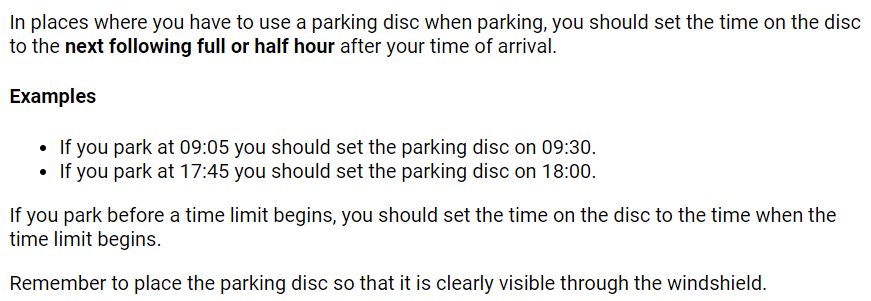 In places where you have to use a parking disc when parking, you should set the time on the disc
to the next following full or half hour after your time of arrival.
Examples
• If you park at 09:05 you should set the parking disc on 09:30.
• If you park at 17:45 you should set the parking disc on 18:00.
If you park before a time limit begins, you should set the time on the disc to the time when the
time limit begins.
Remember to place the parking disc so that it is clearly visible through the windshield.